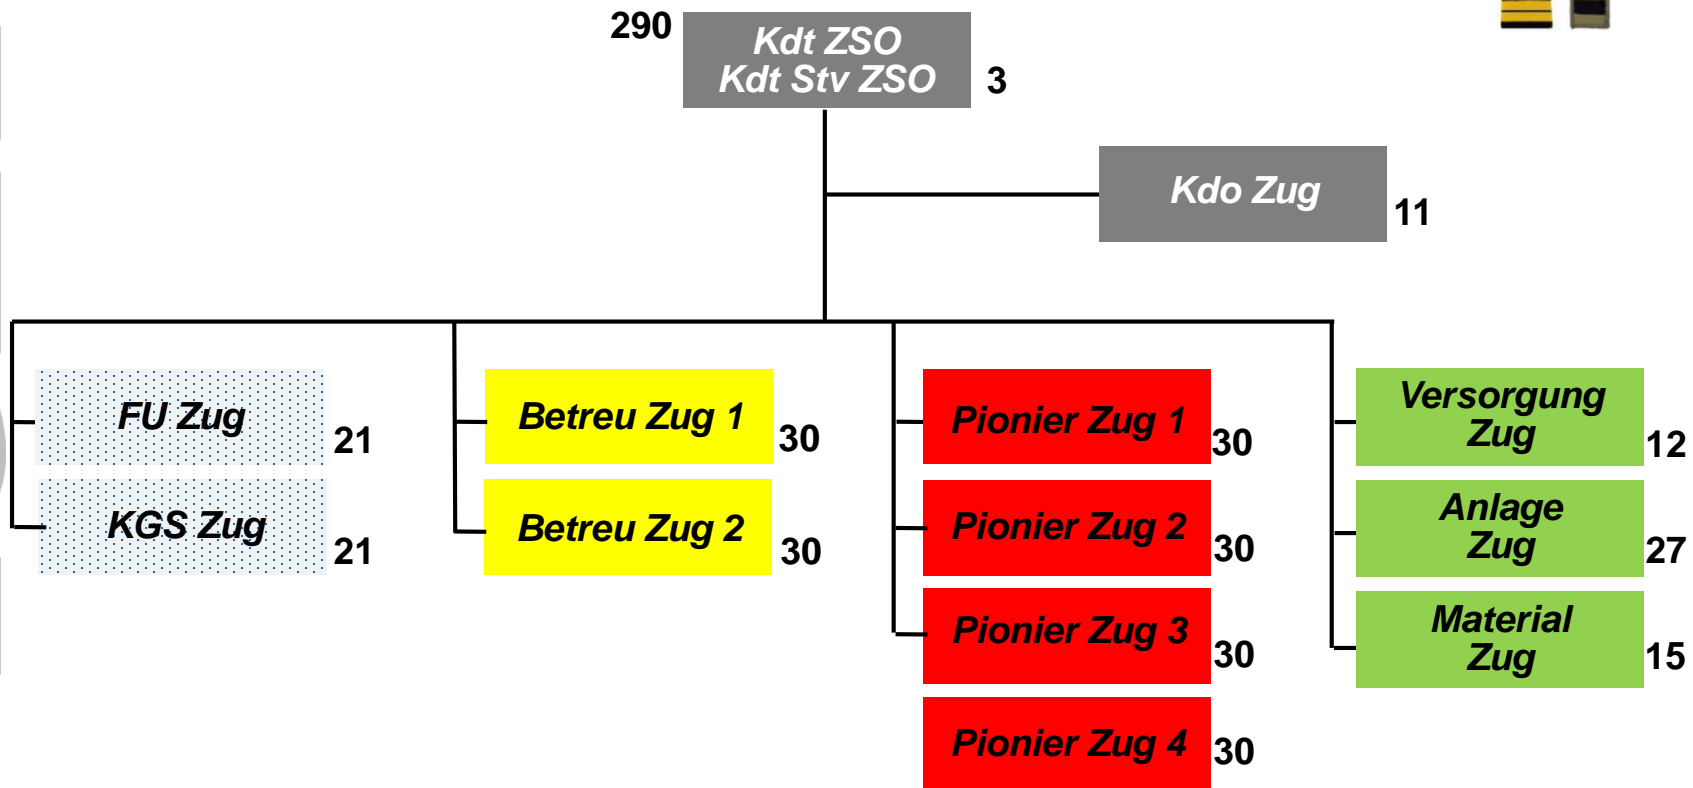 290
Kdt ZSO
Kdt Stv ZSO
3
Kdo Zug
11
FU Zug
21
KGS Zug
21
Betreu Zug 1
30
Betreu Zug 2
30
Pionier Zug 1
30
Pionier Zug 2
30
Pionier Zug 3
30
Pionier Zug 4
30
Versorgung
Zug
12
Anlage
Zug
27
Material
Zug
15